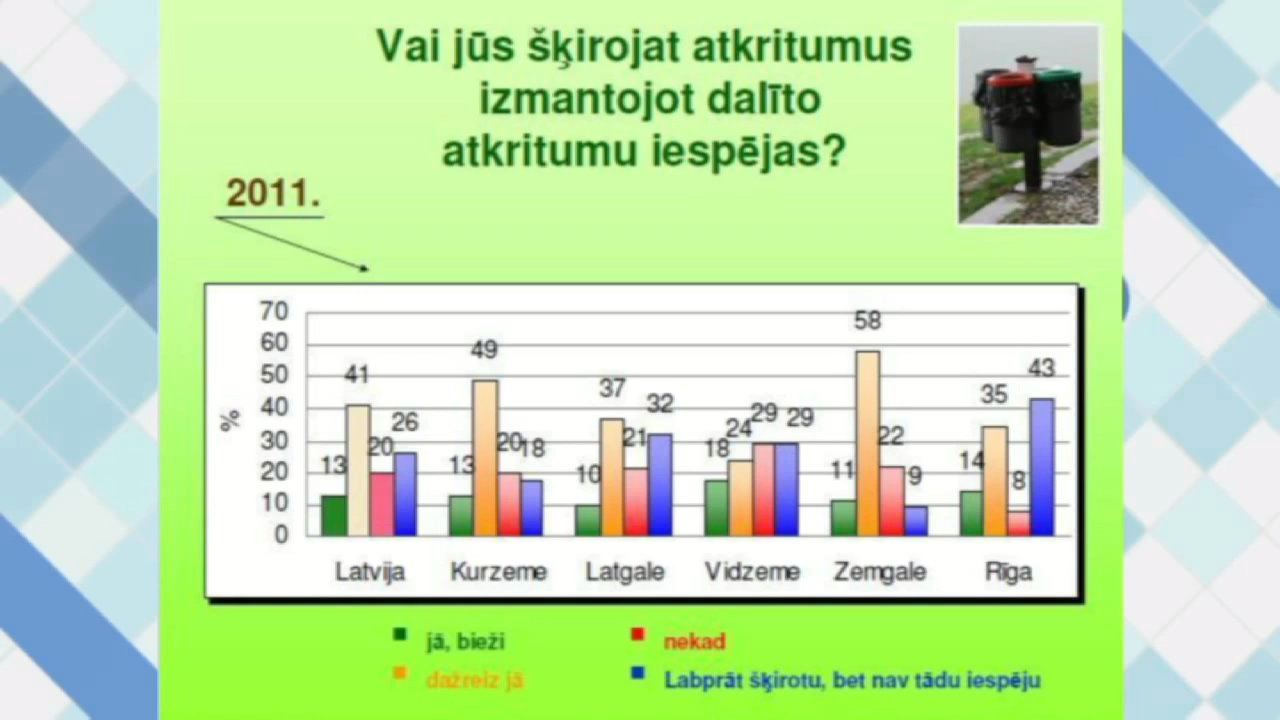 Vai jūs šķirojat atkritumus
izmantojot dalīto
atkritumu iespējas?
2011.
%
70
60
50
40
30
20
10
0
13 41 20 26
13 49 20 18
10 37 21 32
18 24 29 29
11 58 22 9
14 35 8 43
Latvija Kurzeme Latgale Vidzeme Zemgale Rīga
jā, bieži
nekad
dažreiz jā
Labprāt šķirotu, bet nav tādu iespēju